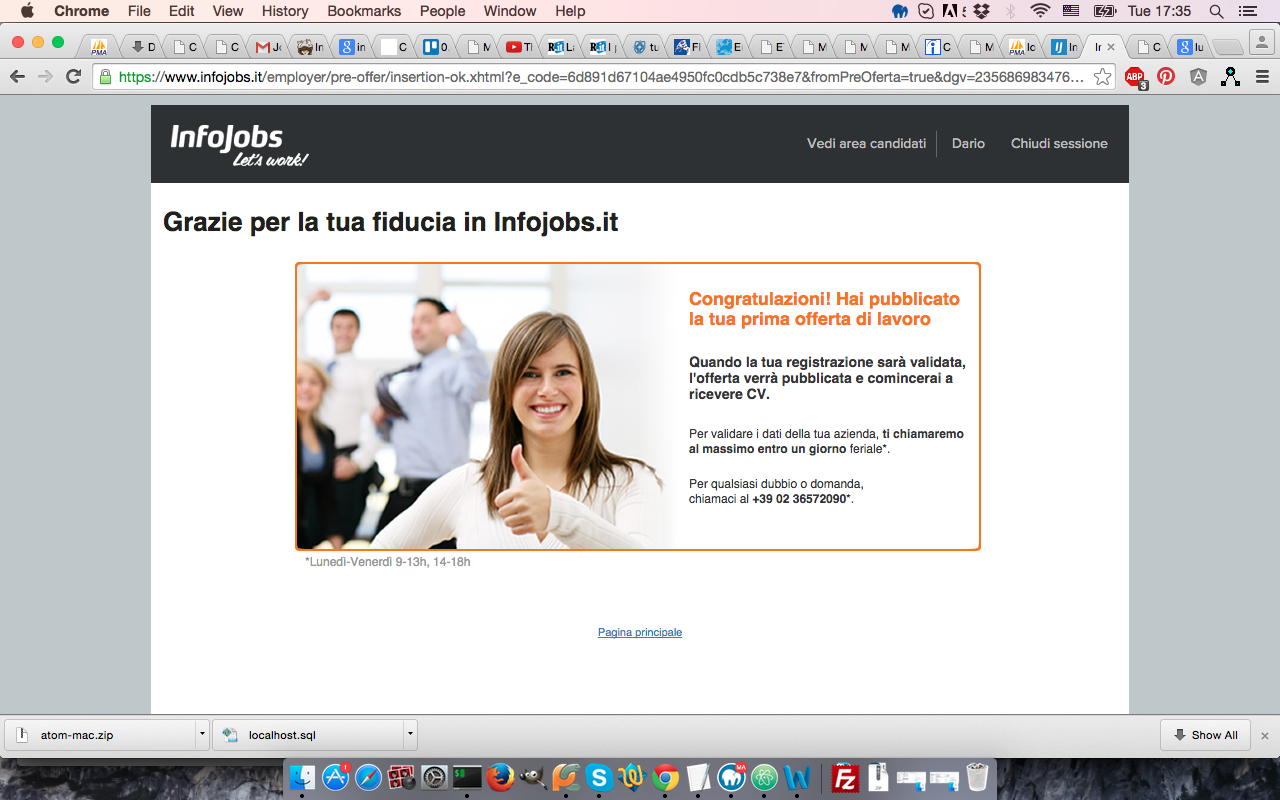 Chrome File Edit View History Bookmarks People Window Help Tue 17:35
https://www.infojobs.it/employer/pre-offer/insertion-ok.xhtml?e_code=6d891d67104ae4950fc0cdb5c738e7&fromPreOferta=true&dgv=235686983476...
ABP 3
InfoJobs
Let's work!
Vedi area candidati Dario Chiudi sessione
Grazie per la tua fiducia in Infojobs.it
Congratulazioni! Hai pubblicato
la tua prima offerta di lavoro
Quando la tua registrazione sarà validata,
l'offerta verrà pubblicata e comincerai a
ricevere CV.
Per validare i dati della tua azienda, ti chiamaremo
al massimo entro un giorno feriale*.
Per qualsiasi dubbio o domanda,
chiamaci al +39 02 36572090*.
*Lunedì-Venerdì 9-13h, 14-18h
Pagina principale
atom-mac.zip localhost.sql Show All